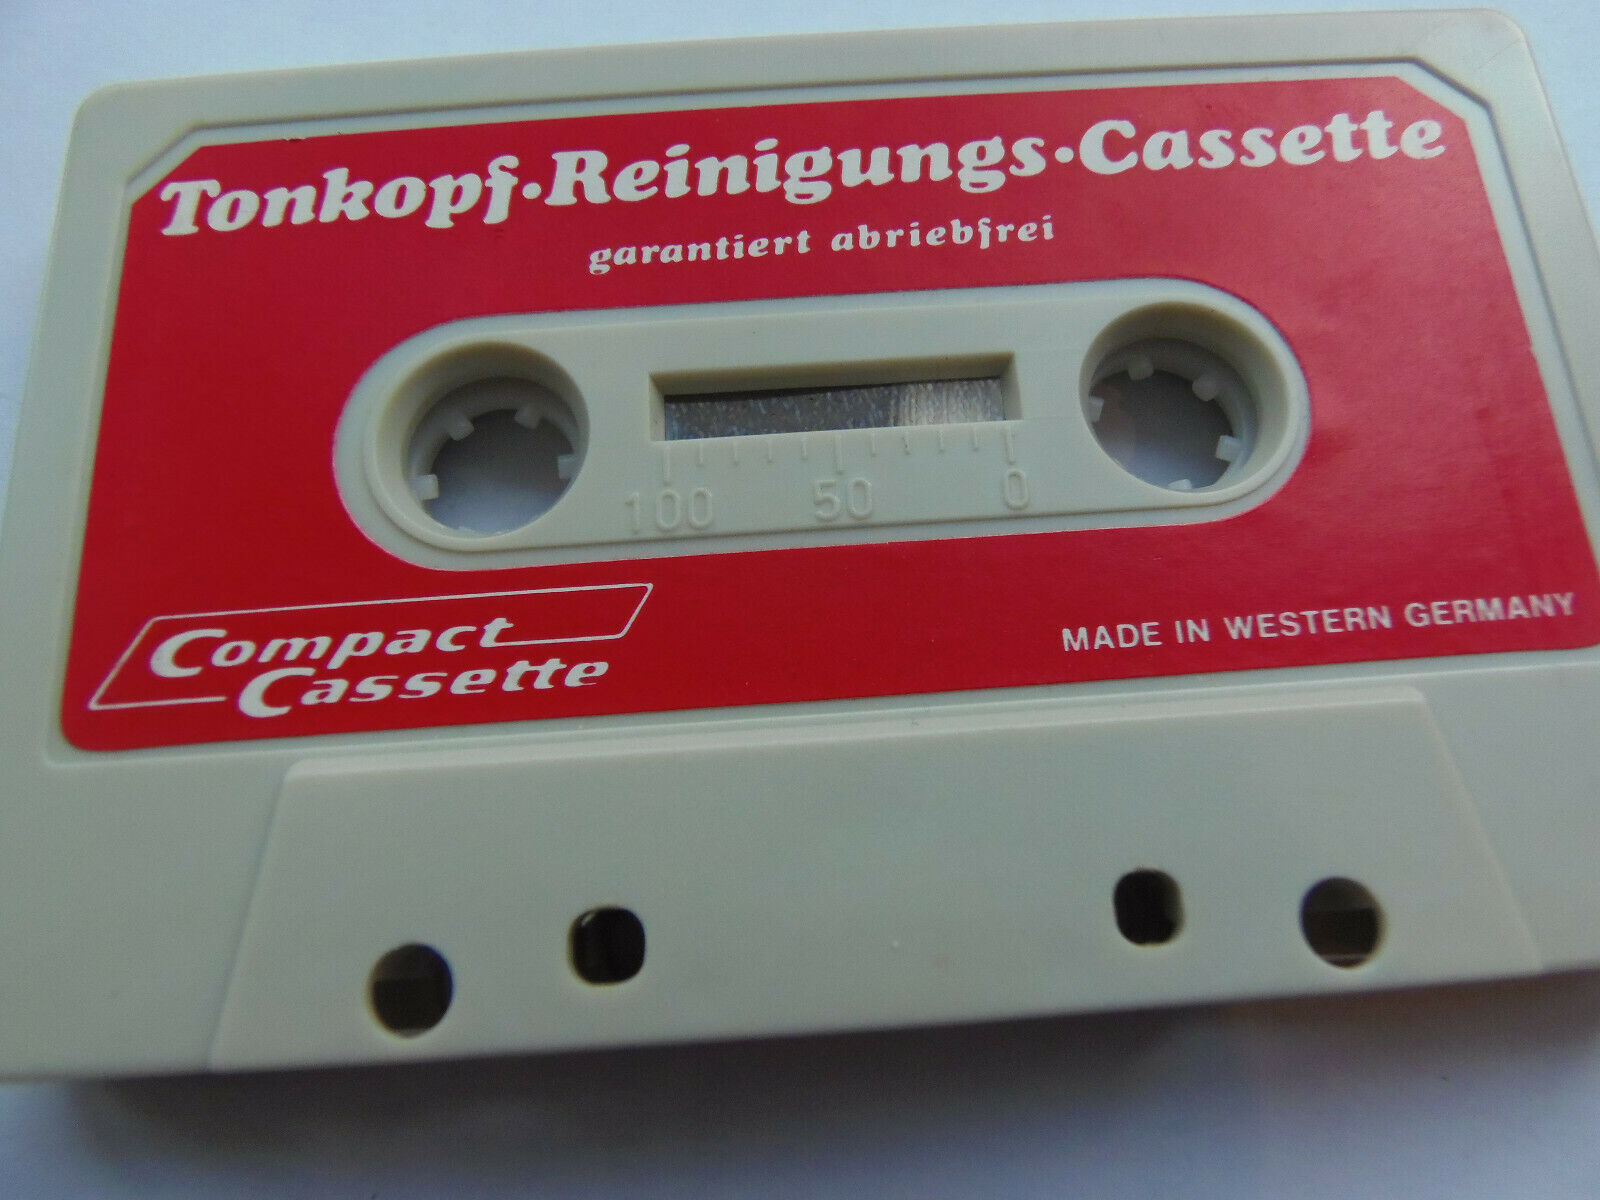 Tonkopf·Reinigungs·Cassette
garantiert abriebfrei
100 50 0
Compact
Cassette
MADE IN WESTERN GERMANY